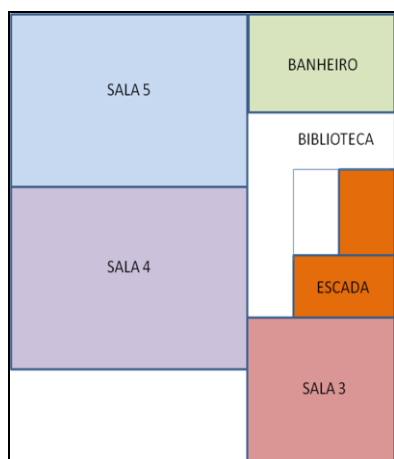 SALA 5
BANHEIRO
BIBLIOTECA
SALA 4
ESCADA
SALA 3